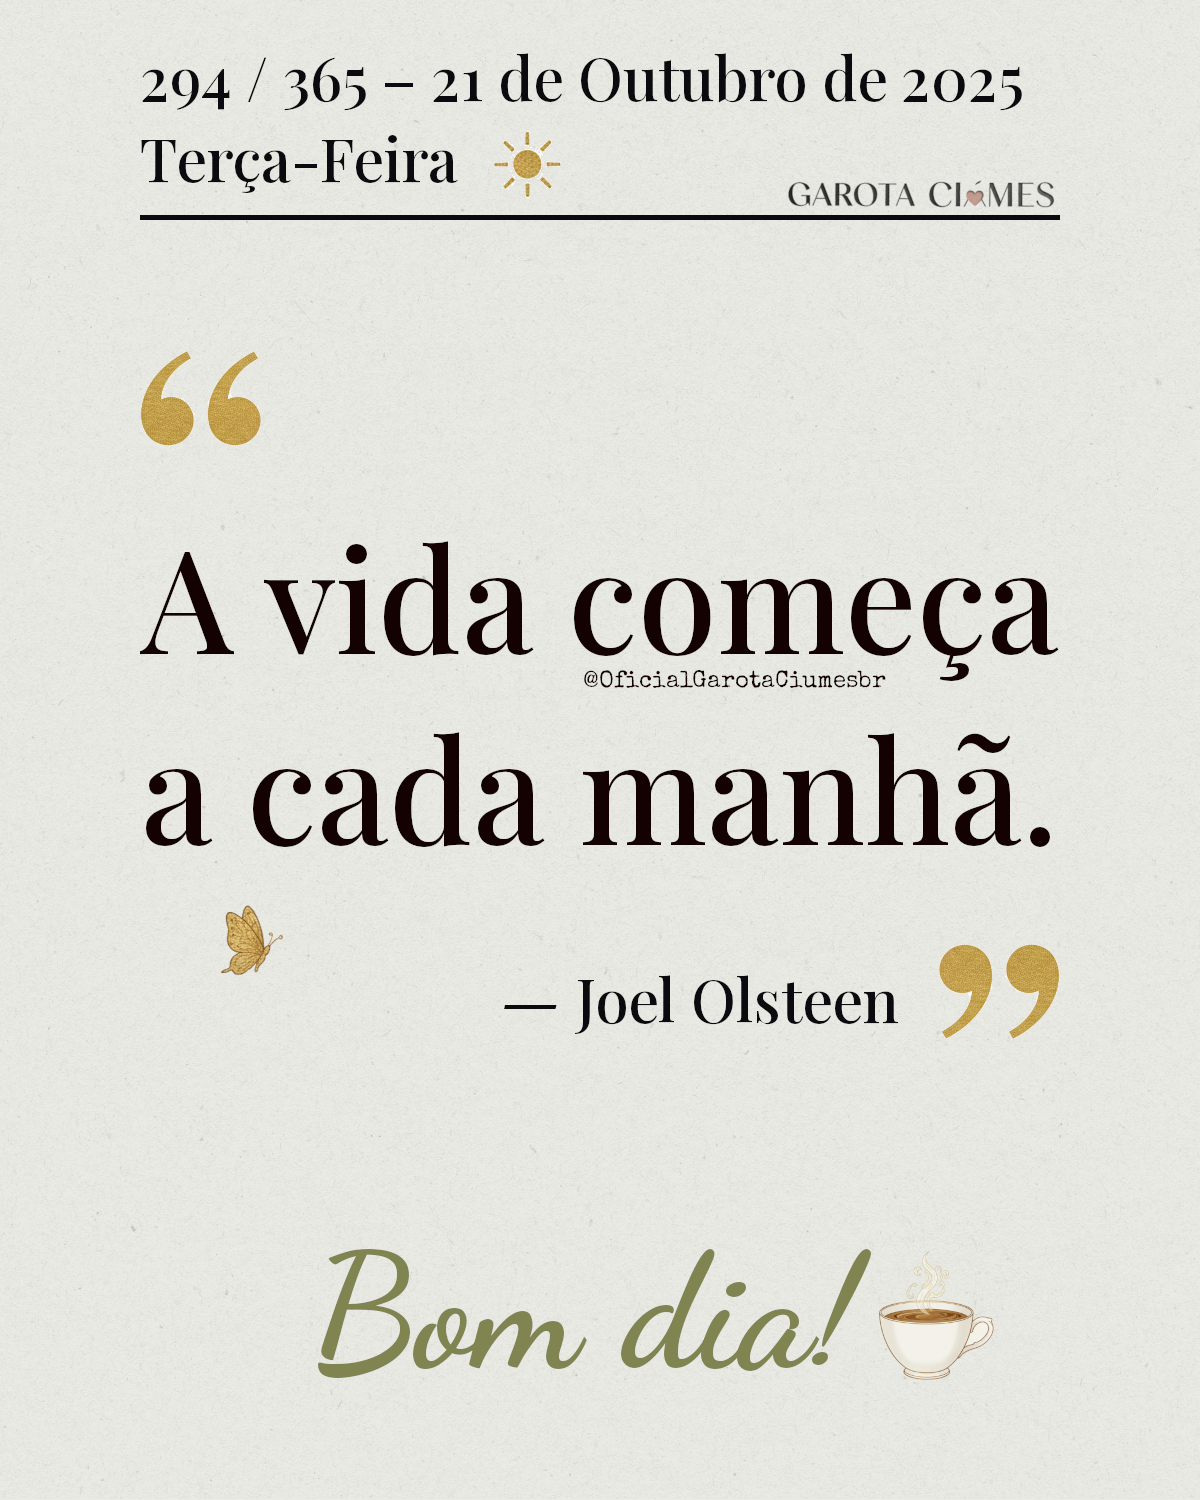 294 / 365 – 21 de Outubro de 2025
Terça-Feira
GAROTA CIÚMES
A vida começa
@OficialGarotaCiumesbr
a cada manhã.
— Joel Olsteen
Bom dia!